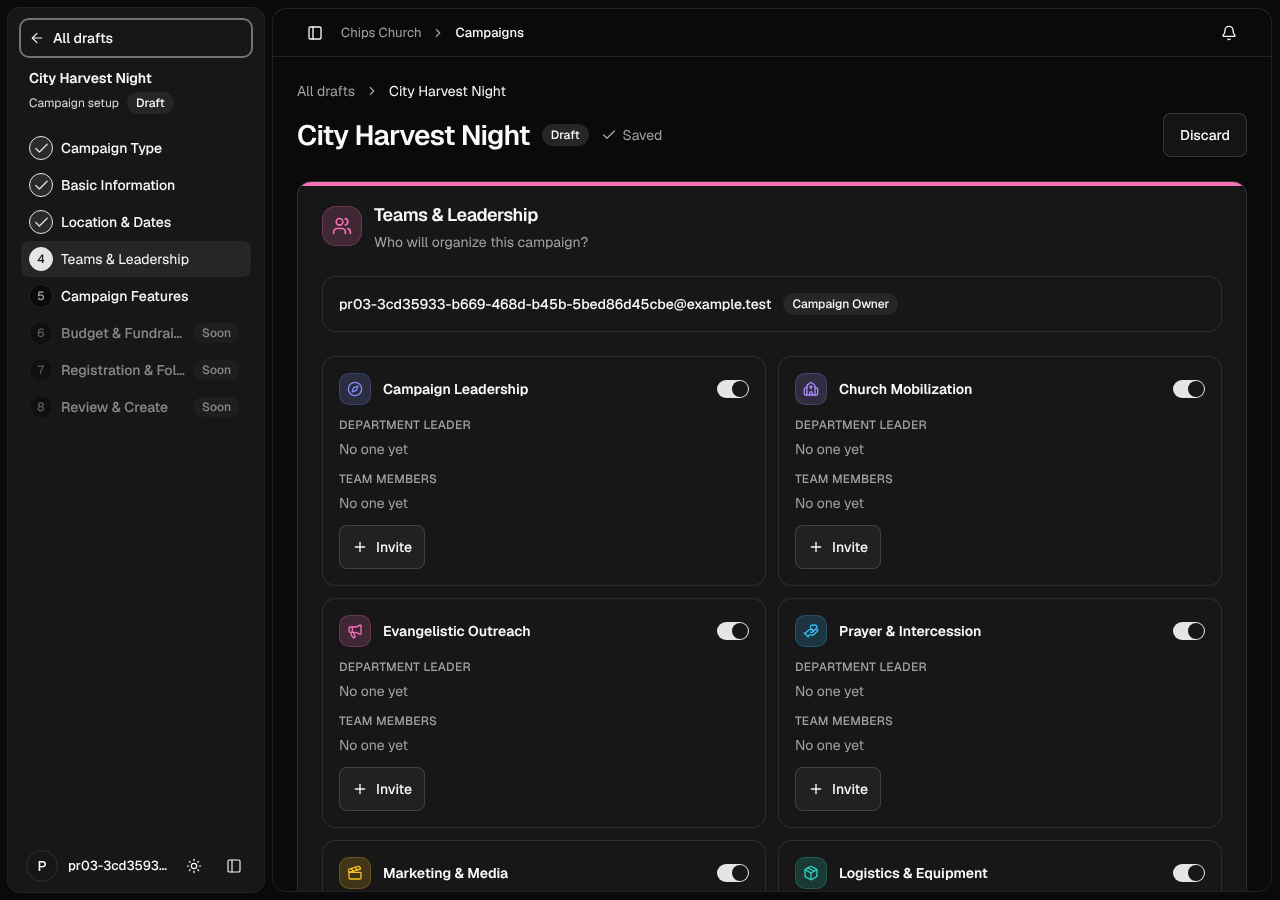 All drafts
City Harvest Night
Campaign setup Draft
Campaign Type
Basic Information
Location & Dates
4 Teams & Leadership
5 Campaign Features
6 Budget & Fundrai... Soon
7 Registration & Fol... Soon
8 Review & Create Soon
P pr03-3cd3593...
Chips Church > Campaigns
All drafts > City Harvest Night
City Harvest Night Draft Saved
Discard
Teams & Leadership
Who will organize this campaign?
pr03-3cd35933-b669-468d-b45b-5bed86d45cbe@example.test Campaign Owner
Campaign Leadership
DEPARTMENT LEADER
No one yet
TEAM MEMBERS
No one yet
+ Invite
Church Mobilization
DEPARTMENT LEADER
No one yet
TEAM MEMBERS
No one yet
+ Invite
Evangelistic Outreach
DEPARTMENT LEADER
No one yet
TEAM MEMBERS
No one yet
+ Invite
Prayer & Intercession
DEPARTMENT LEADER
No one yet
TEAM MEMBERS
No one yet
+ Invite
Marketing & Media
Logistics & Equipment